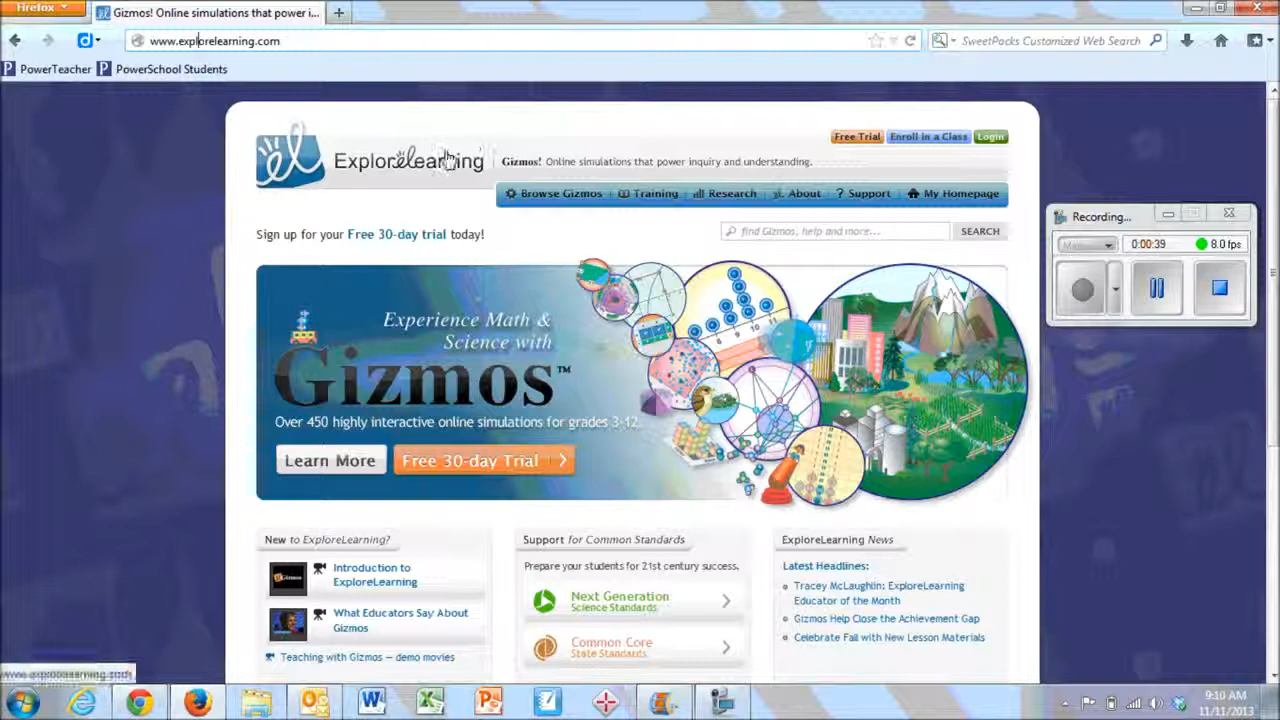 Firefox
Gizmos! Online simulations that power i...
www.explorelearning.com
SweetPacks Customized Web Search
PowerTeacher
PowerSchool Students
ExploreLearning
Gizmos! Online simulations that power inquiry and understanding.
Free Trial
Enroll in a Class
Login
Browse Gizmos
Training
Research
About
Support
My Homepage
Sign up for your Free 30-day trial today!
find Gizmos, help and more...
SEARCH
Recording...
0:00:39
8.0 fps
Experience Math &
Science with
Gizmos™
Over 450 highly interactive online simulations for grades 3-12.
Learn More
Free 30-day Trial
New to ExploreLearning?
Introduction to
ExploreLearning
What Educators Say About
Gizmos
Teaching with Gizmos – demo movies
Support for Common Standards
Prepare your students for 21st century success.
Next Generation
Science Standards
Common Core
State Standards
ExploreLearning News
Latest Headlines:
Tracey McLaughlin: ExploreLearning
Educator of the Month
Gizmos Help Close the Achievement Gap
Celebrate Fall with New Lesson Materials
9:10 AM
11/11/2013